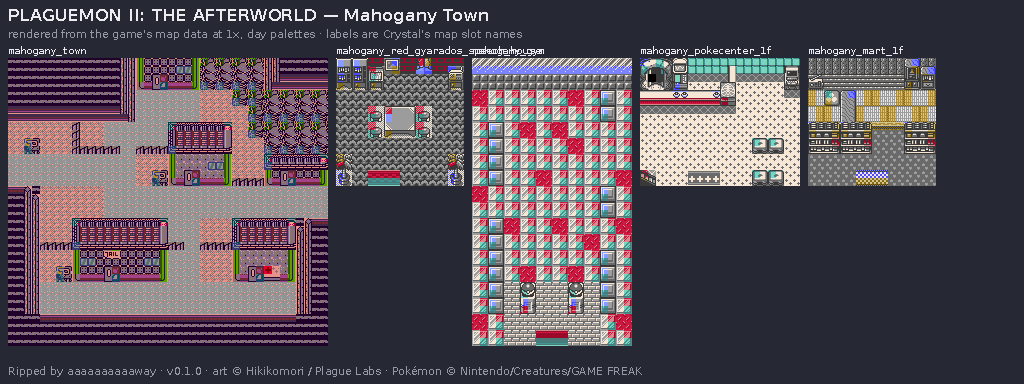 PLAGUEMON II: THE AFTERWORLD — Mahogany Town
rendered from the game's map data at 1x, day palettes · labels are Crystal's map slot names
mahogany_town
mahogany_red_gyarados_speech_house
mahogany_gym
mahogany_pokecenter_1f
mahogany_mart_1f
Ripped by aaaaaaaaaaway · v0.1.0 · art © Hikikomori / Plague Labs · Pokémon © Nintendo/Creatures/GAME FREAK